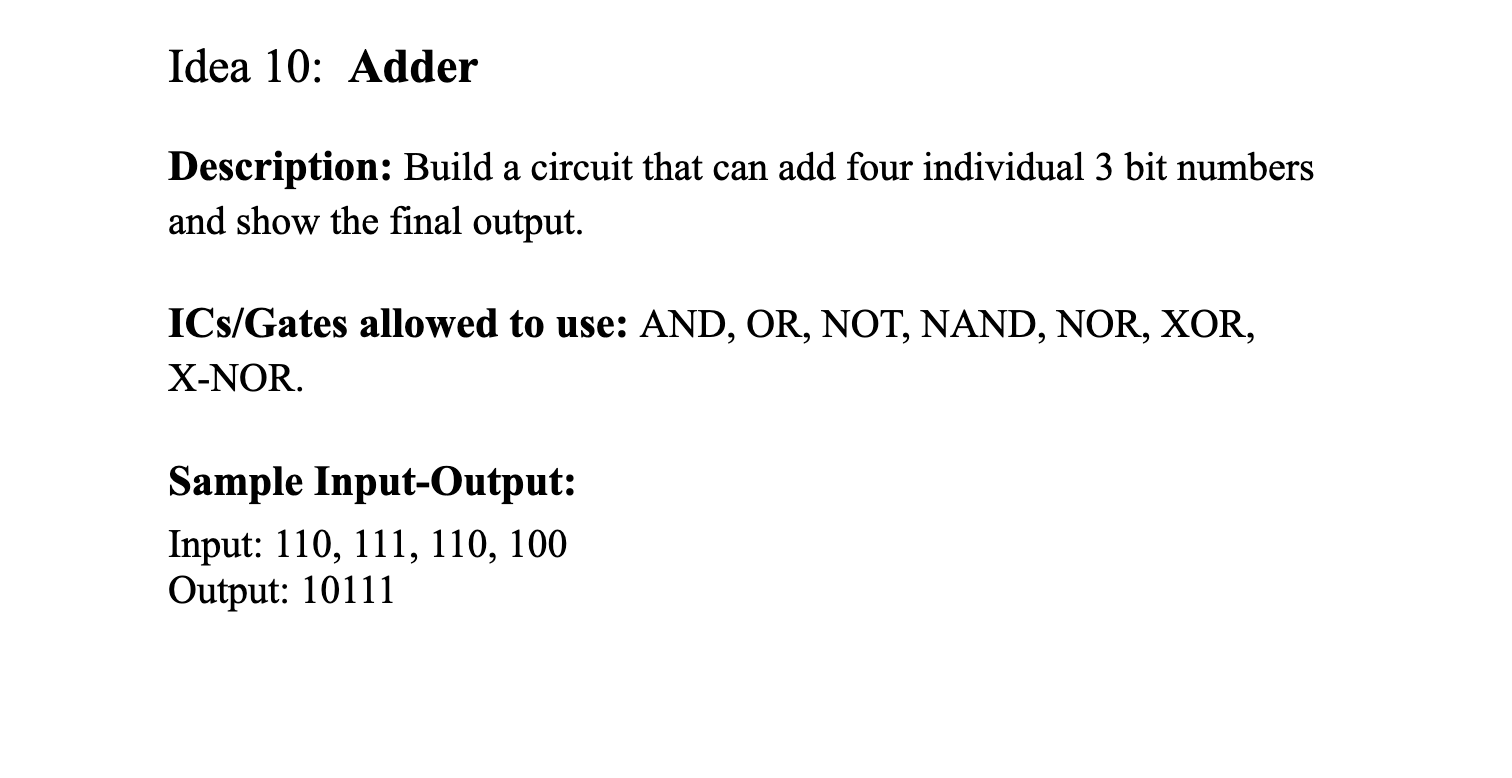 Idea 10: Adder
Description: Build a circuit that can add four individual 3 bit numbers
and show the final output.
ICs/Gates allowed to use: AND, OR, NOT, NAND, NOR, XOR,
X-NOR.
Sample Input-Output:
Input: 110, 111, 110, 100
Output: 10111